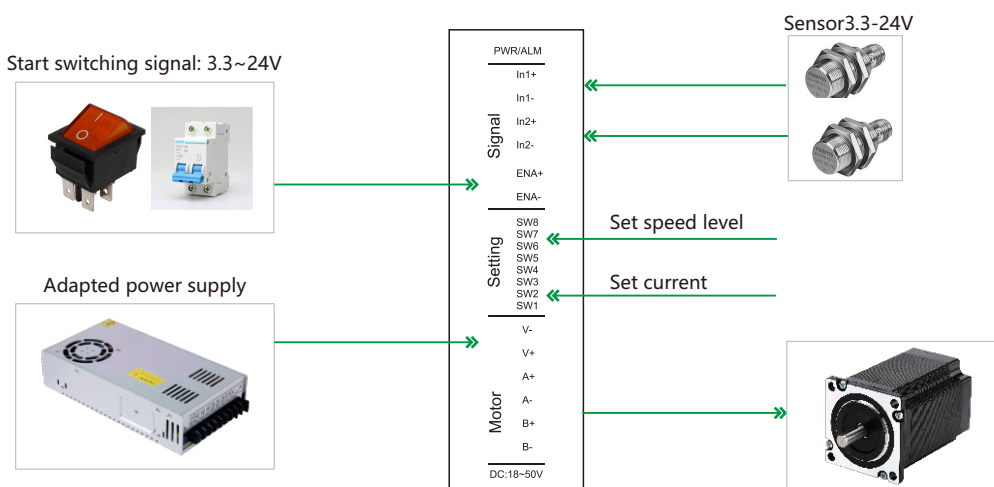 Sensor3.3-24V
Start switching signal: 3.3~24V
PWR/ALM
Signal
In1+
In1-
In2+
In2-
ENA+
ENA-
Setting
SW8
SW7
SW6
SW5
SW4
SW3
SW2
SW1
Set speed level
Set current
Adapted power supply
Motor
V-
V+
A+
A-
B+
B-
DC:18~50V